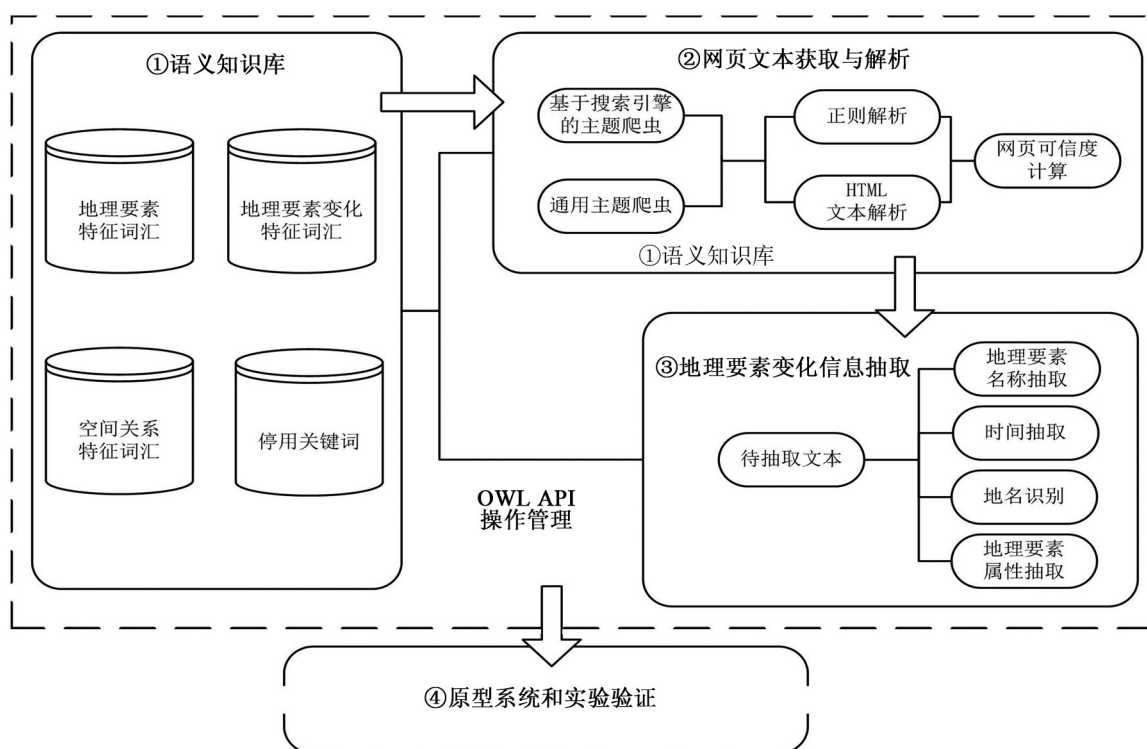 ①语义知识库
地理要素
特征词汇
地理要素变化
特征词汇
空间关系
特征词汇
停用关键词
②网页文本获取与解析
基于搜索引擎
的主题爬虫
通用主题爬虫
正则解析
HTML
文本解析
网页可信度
计算
①语义知识库
③地理要素变化信息抽取
待抽取文本
地理要素
名称抽取
时间抽取
地名识别
地理要素
属性抽取
OWL API
操作管理
④原型系统和实验验证